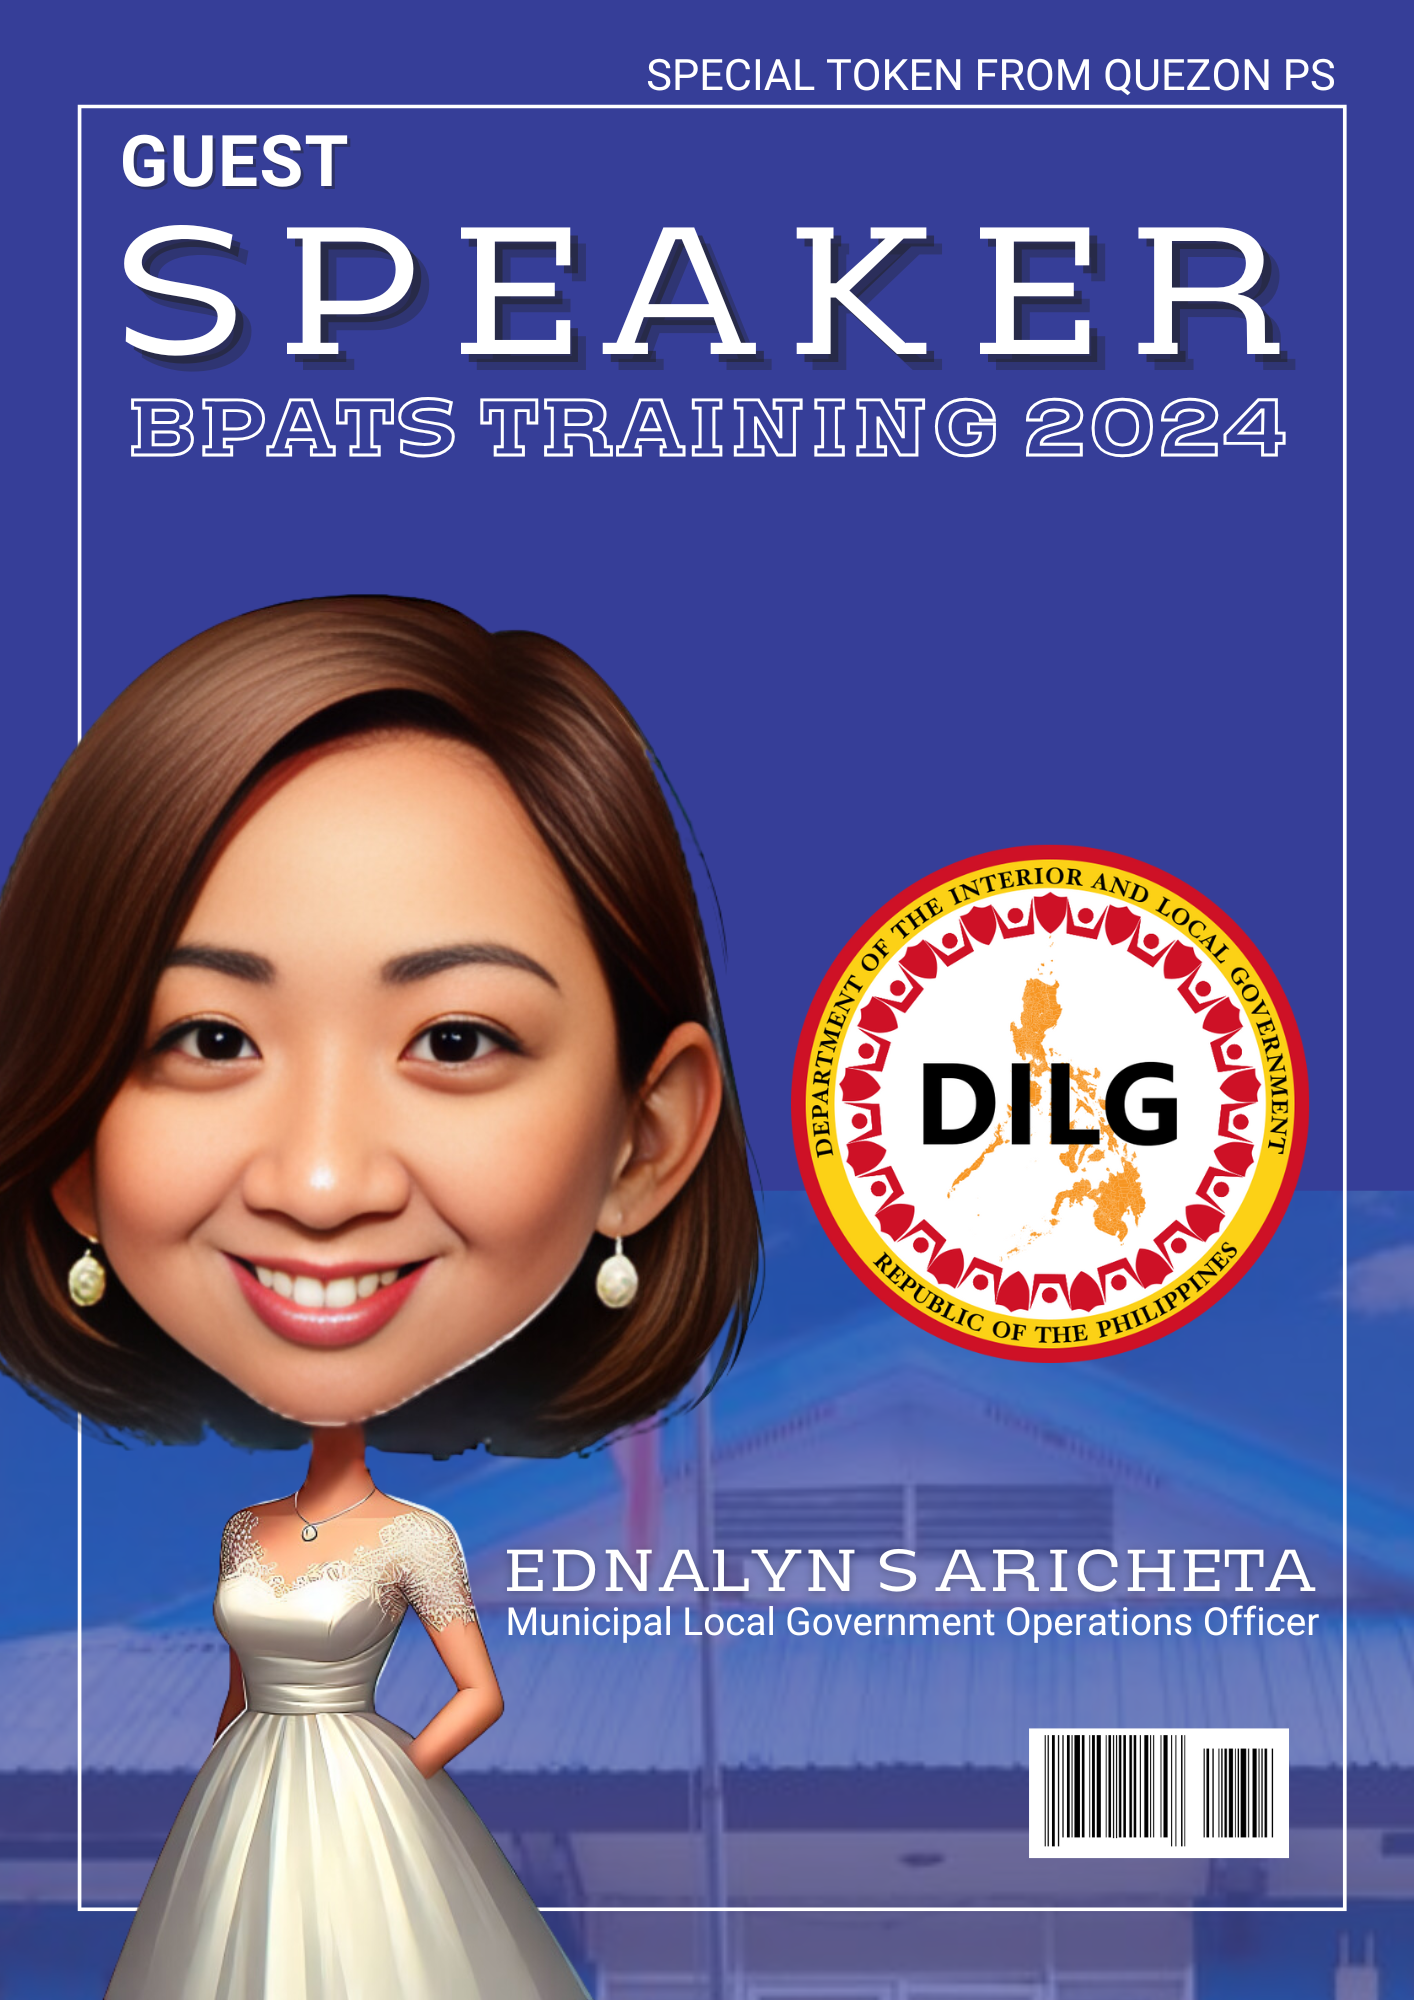 SPECIAL TOKEN FROM QUEZON PS
GUEST
SPEAKER
BPATS TRAINING 2024
DEPARTMENT OF THE INTERIOR AND LOCAL GOVERNMENT
DILG
REPUBLIC OF THE PHILIPPINES
EDNALYN S ARICHETA
Municipal Local Government Operations Officer